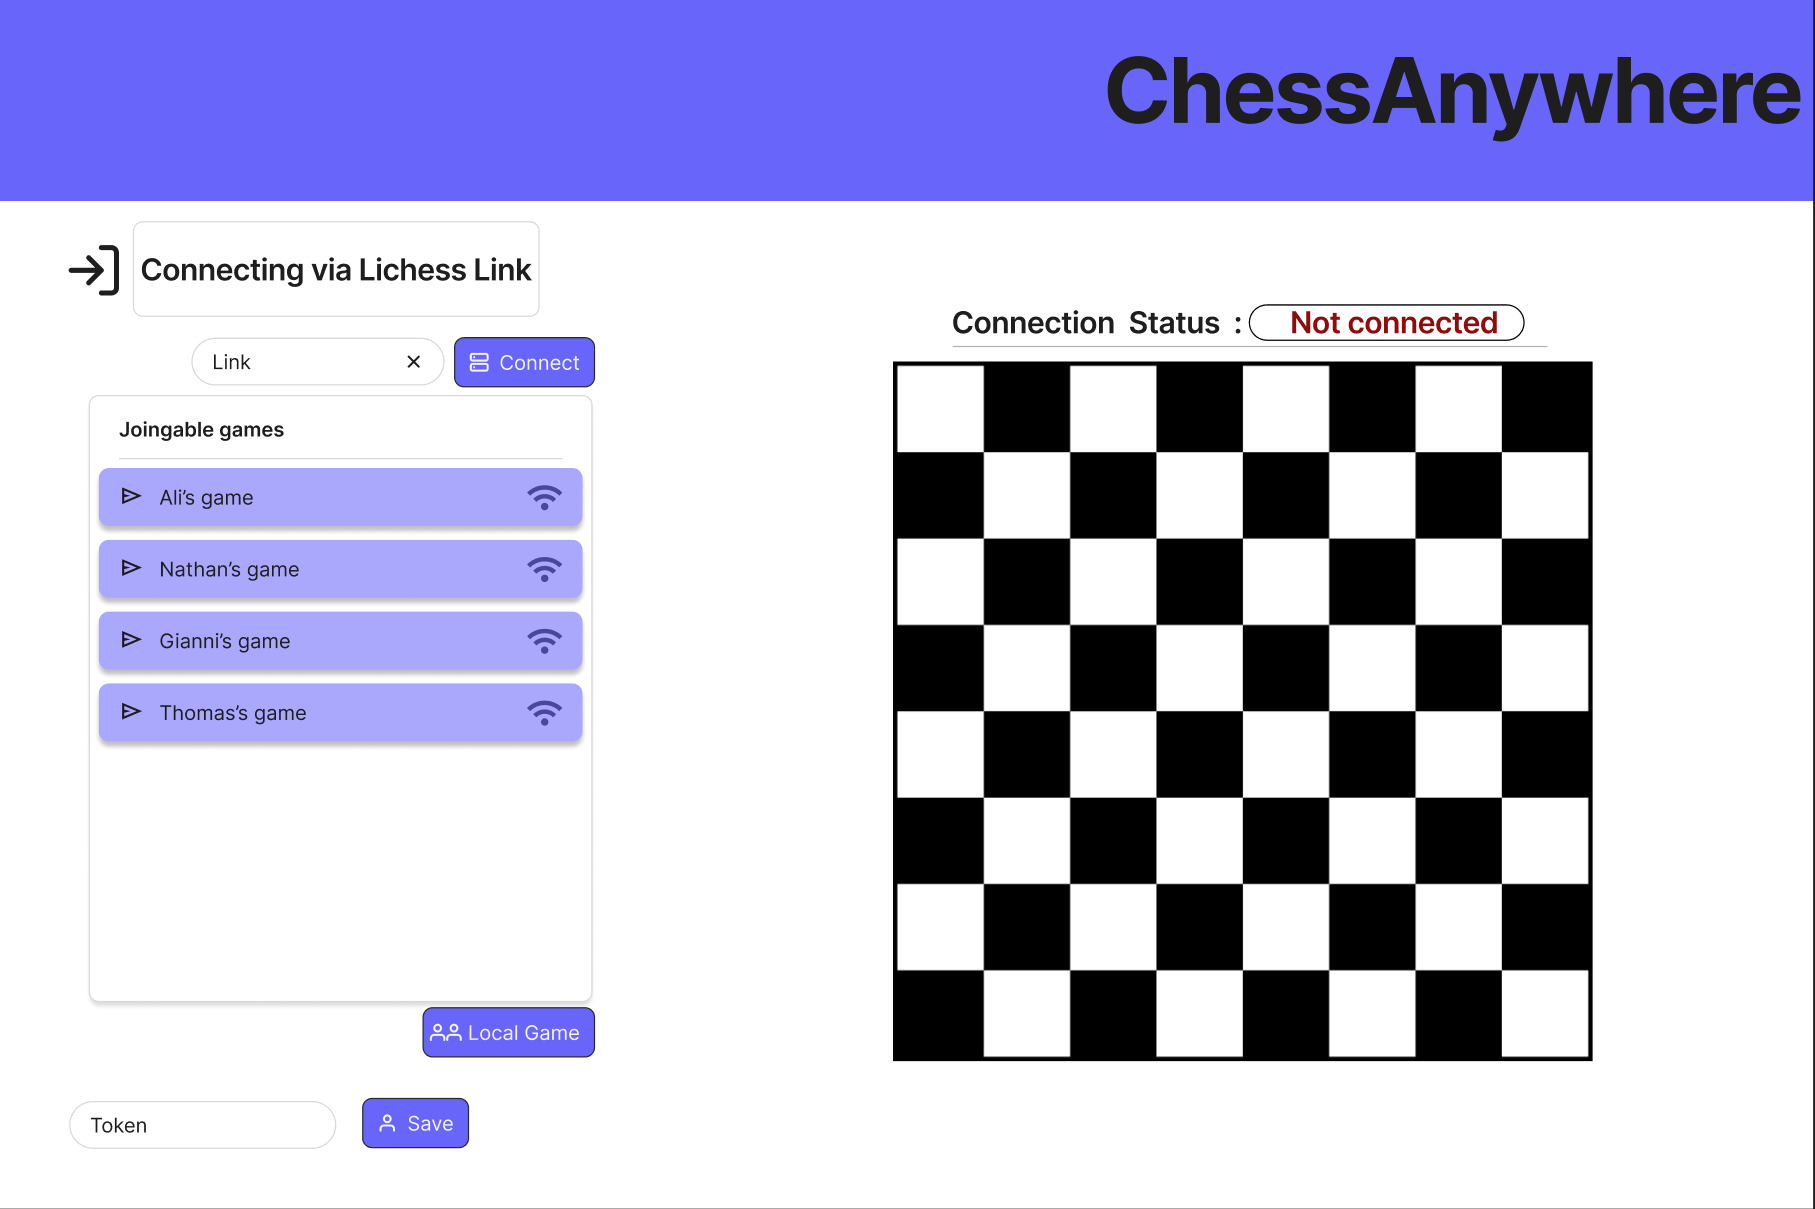 ChessAnywhere
Connecting via Lichess Link
Link
Connect
Joingable games
Ali’s game
Nathan’s game
Gianni’s game
Thomas’s game
Local Game
Token
Save
Connection Status : Not connected